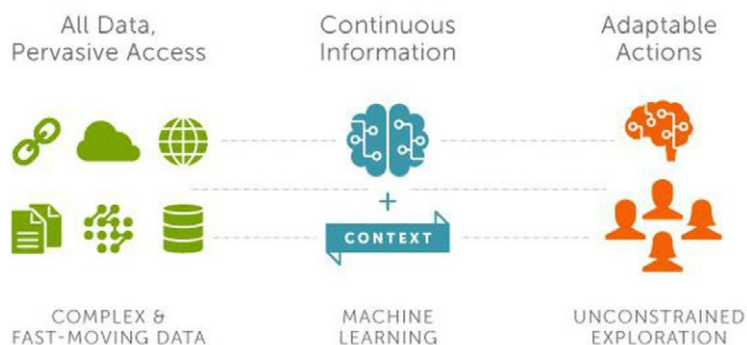 All Data,
Pervasive Access
Continuous
Information
Adaptable
Actions
+
CONTEXT
COMPLEX &
FAST-MOVING DATA
MACHINE
LEARNING
UNCONSTRAINED
EXPLORATION